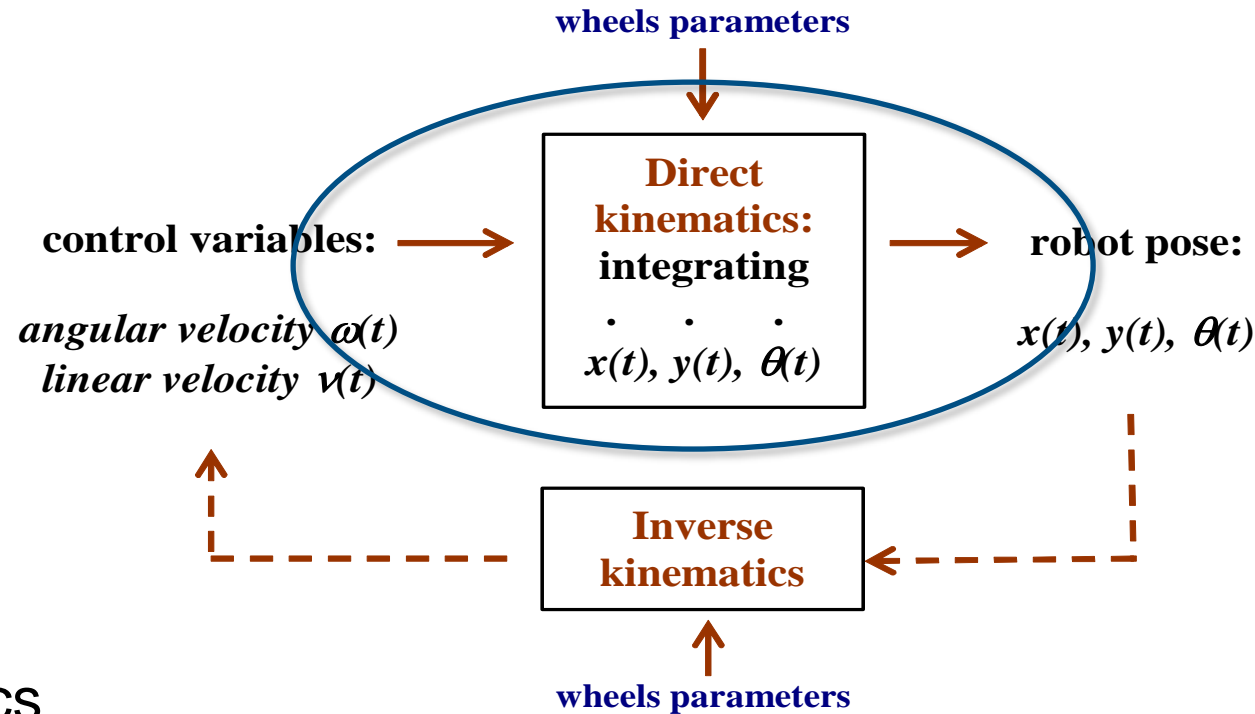 wheels parameters
Direct
kinematics:
integrating
. . .
x(t), y(t), θ(t)
control variables:
angular velocity ω(t)
linear velocity ν(t)
robot pose:
x(t), y(t), θ(t)
Inverse
kinematics
wheels parameters